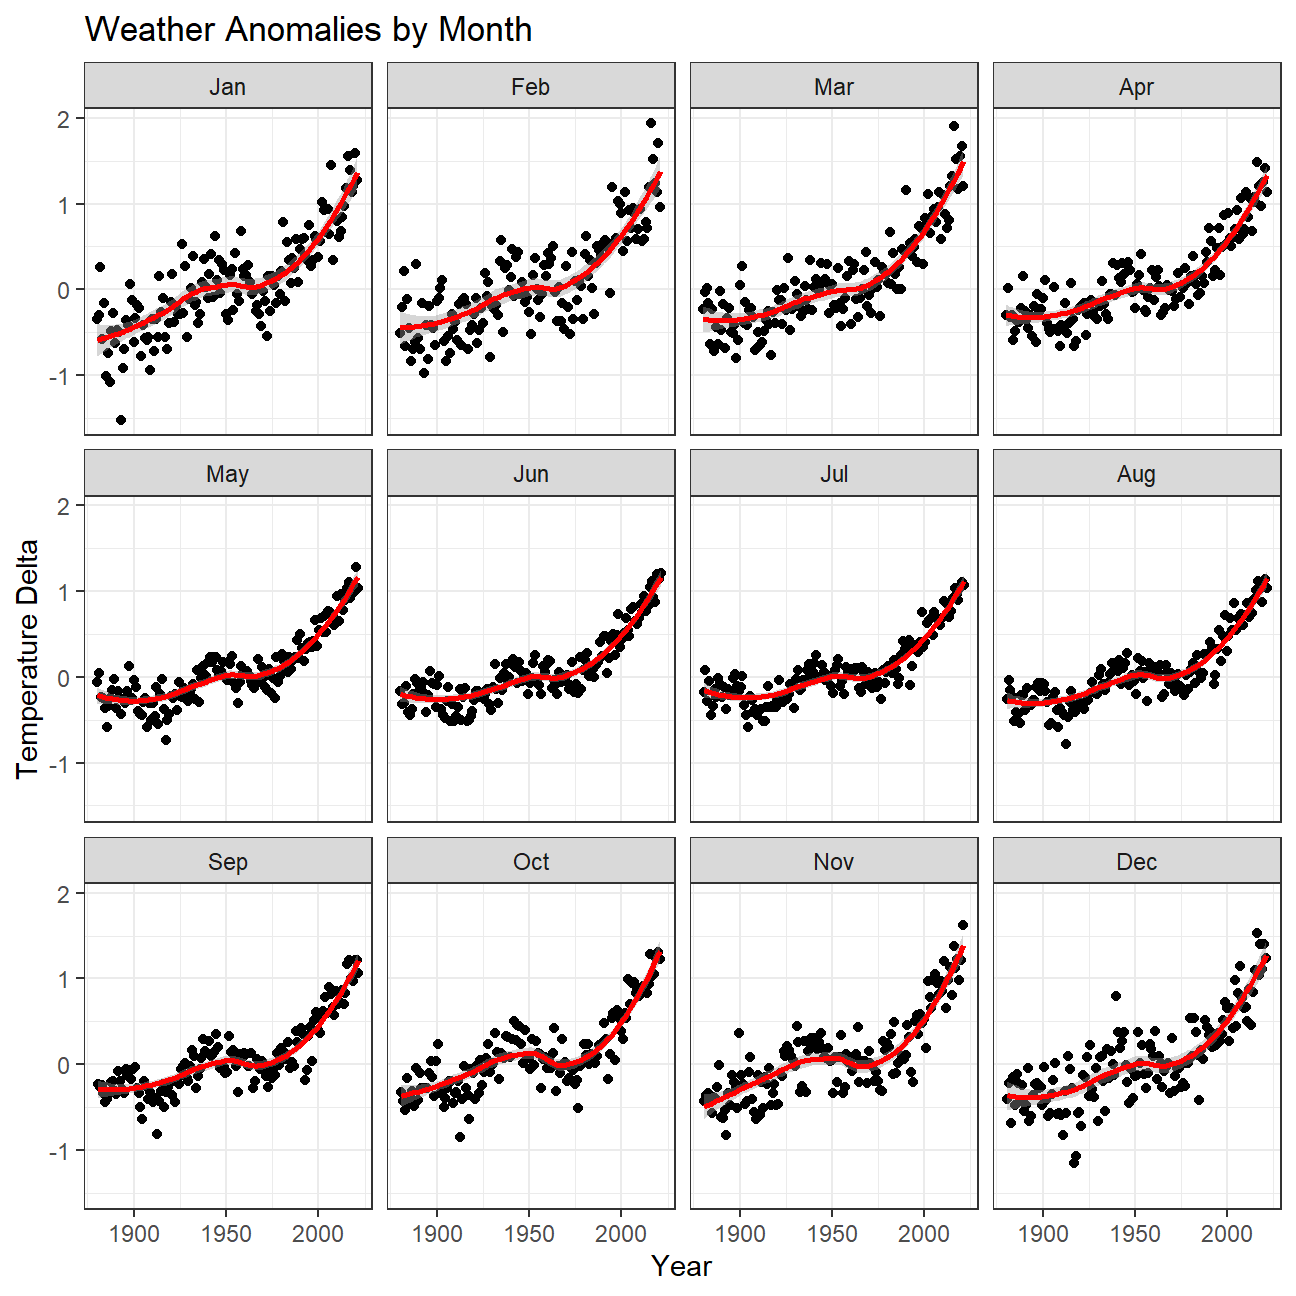 Weather Anomalies by Month
Jan Feb Mar Apr
2
1
0
-1
May Jun Jul Aug
2
1
0
-1
Sep Oct Nov Dec
2
1
0
-1
Temperature Delta
1900 1950 2000 1900 1950 2000 1900 1950 2000 1900 1950 2000
Year